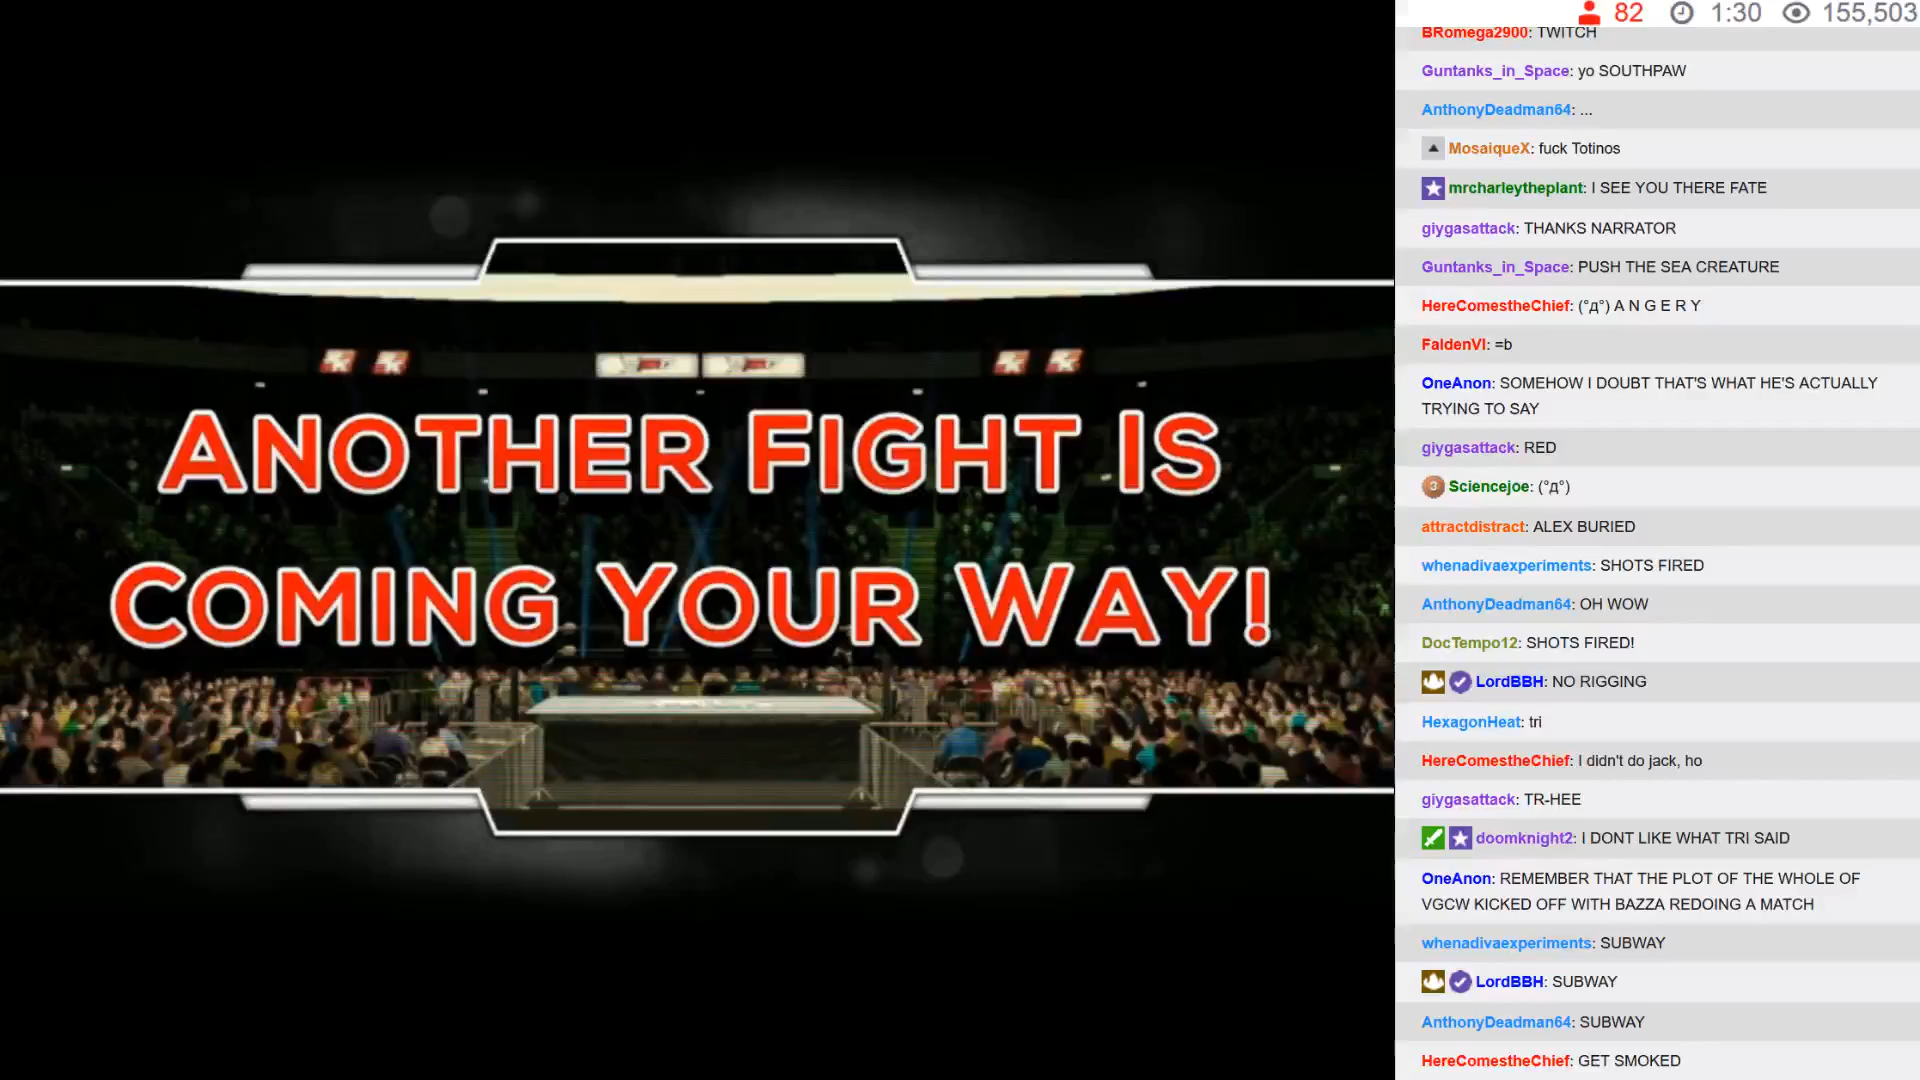 82 1:30 155,503
BRomega2900: TWITCH
Guntanks_in_Space: yo SOUTHPAW
AnthonyDeadman64: ...
MosaiqueX: fuck Totinos
mrcharleytheplant: I SEE YOU THERE FATE
giygasattack: THANKS NARRATOR
Guntanks_in_Space: PUSH THE SEA CREATURE
HereComestheChief: (°д°) A N G E R Y
FaldenVI: =b
OneAnon: SOMEHOW I DOUBT THAT'S WHAT HE'S ACTUALLY
TRYING TO SAY
giygasattack: RED
3 Sciencejoe: (°д°)
attractdistract: ALEX BURIED
whenadivaexperiments: SHOTS FIRED
AnthonyDeadman64: OH WOW
DocTempo12: SHOTS FIRED!
LordBBH: NO RIGGING
HexagonHeat: tri
HereComestheChief: I didn't do jack, ho
giygasattack: TR-HEE
doomknight2: I DONT LIKE WHAT TRI SAID
OneAnon: REMEMBER THAT THE PLOT OF THE WHOLE OF
VGCW KICKED OFF WITH BAZZA REDOING A MATCH
whenadivaexperiments: SUBWAY
LordBBH: SUBWAY
AnthonyDeadman64: SUBWAY
HereComestheChief: GET SMOKED
2K 2K 2K 2K
ANOTHER FIGHT IS
COMING YOUR WAY!